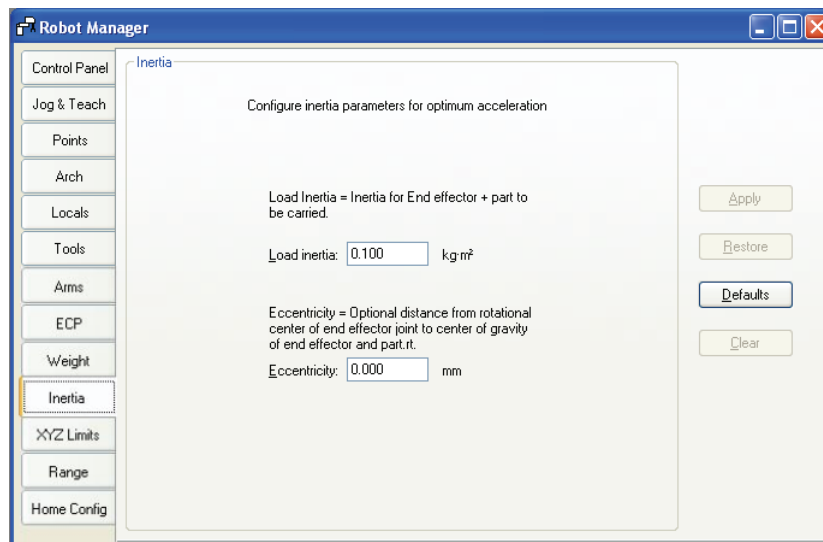 Robot Manager
Control Panel
Jog & Teach
Points
Arch
Locals
Tools
Arms
ECP
Weight
Inertia
XYZ Limits
Range
Home Config
Inertia
Configure inertia parameters for optimum acceleration
Load Inertia = Inertia for End effector + part to
be carried.
Load inertia: 0.100 kg·m²
Eccentricity = Optional distance from rotational
center of end effector joint to center of gravity
of end effector and part.rt.
Eccentricity: 0.000 mm
Apply
Restore
Defaults
Clear